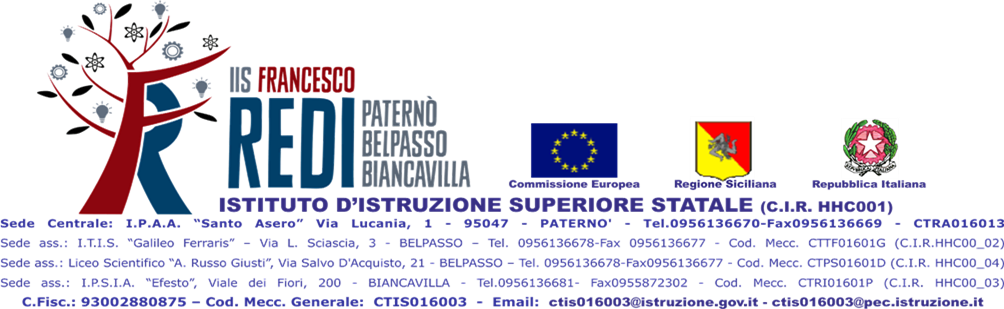 IIS FRANCESCO
REDI
PATERNÒ
BELPASSO
BIANCAVILLA
Commissione Europea Regione Siciliana Repubblica Italiana
ISTITUTO D'ISTRUZIONE SUPERIORE STATALE (C.I.R. HHC001)
Sede Centrale: I.P.A.A. “Santo Asero” Via Lucania, 1 - 95047 - PATERNO' - Tel.0956136670-Fax0956136669 - CTRA016013
Sede ass.: I.T.I.S. “Galileo Ferraris” – Via L. Sciascia, 3 - BELPASSO – Tel. 0956136678-Fax 0956136677 - Cod. Mecc. CTTF01601G (C.I.R.HHC00_02)
Sede ass.: Liceo Scientifico “A. Russo Giusti”, Via Salvo D'Acquisto, 21 - BELPASSO – Tel. 0956136678-Fax0956136677 - Cod. Mecc. CTPS01601D (C.I.R. HHC00_04)
Sede ass.: I.P.S.I.A. “Efesto”, Viale dei Fiori, 200 - BIANCAVILLA - Tel.0956136681- Fax0955872302 - Cod. Mecc. CTRI01601P (C.I.R. HHC00_03)
C.Fisc.: 93002880875 – Cod. Mecc. Generale: CTIS016003 - Email: ctis016003@istruzione.gov.it - ctis016003@pec.istruzione.it